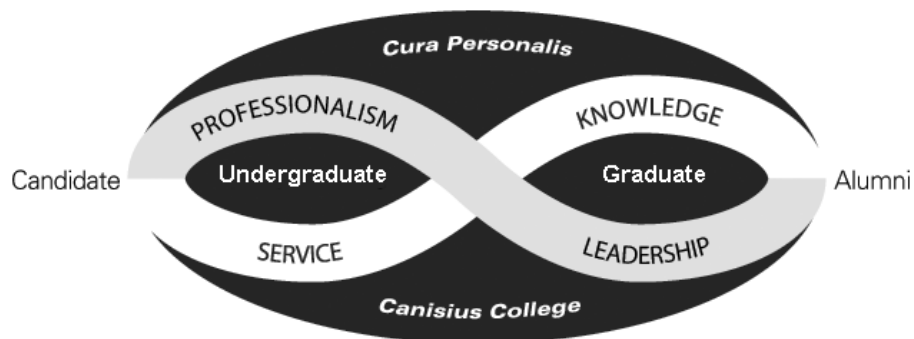 Cura Personalis
PROFESSIONALISM
KNOWLEDGE
Candidate
Undergraduate
Graduate
Alumni
SERVICE
LEADERSHIP
Canisius College